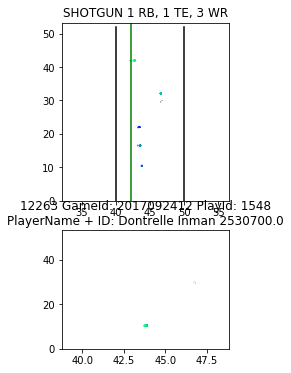 SHOTGUN 1 RB, 1 TE, 3 WR
50
40
30
20
10
0
35 40 45 50 55
12263 GameId: 2017092412 PlayId: 1548
PlayerName + ID: Dontrelle Inman 2530700.0
40
20
0
40.0 42.5 45.0 47.5